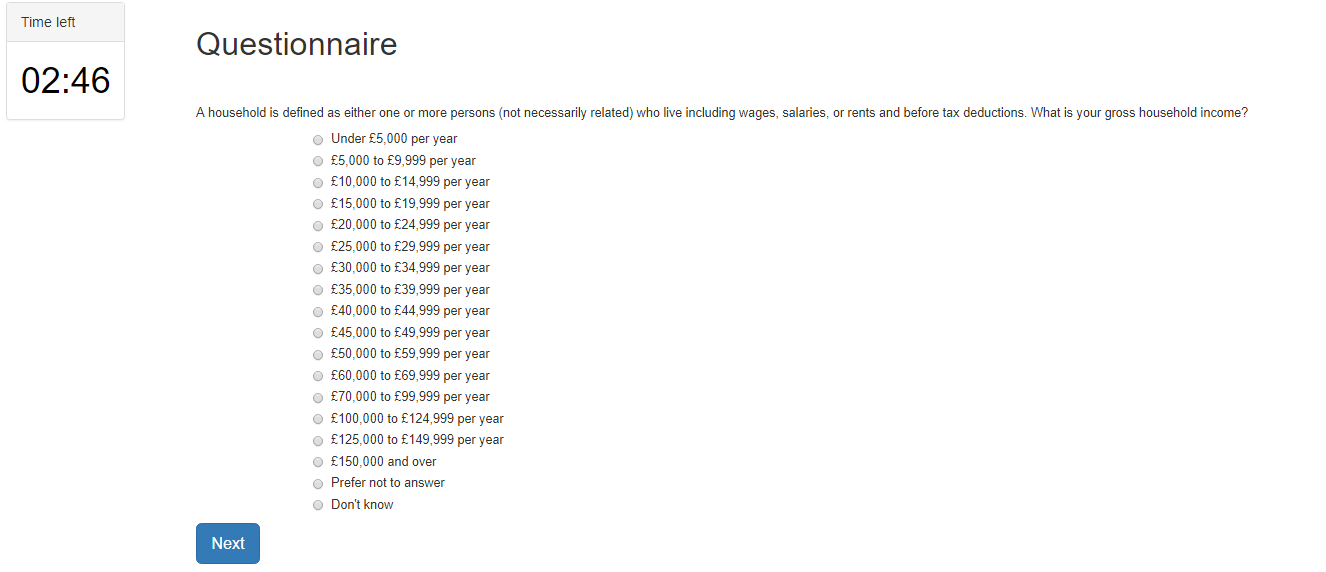 Time left
02:46
Questionnaire
A household is defined as either one or more persons (not necessarily related) who live including wages, salaries, or rents and before tax deductions. What is your gross household income?
Under £5,000 per year
£5,000 to £9,999 per year
£10,000 to £14,999 per year
£15,000 to £19,999 per year
£20,000 to £24,999 per year
£25,000 to £29,999 per year
£30,000 to £34,999 per year
£35,000 to £39,999 per year
£40,000 to £44,999 per year
£45,000 to £49,999 per year
£50,000 to £59,999 per year
£60,000 to £69,999 per year
£70,000 to £99,999 per year
£100,000 to £124,999 per year
£125,000 to £149,999 per year
£150,000 and over
Prefer not to answer
Don't know
Next